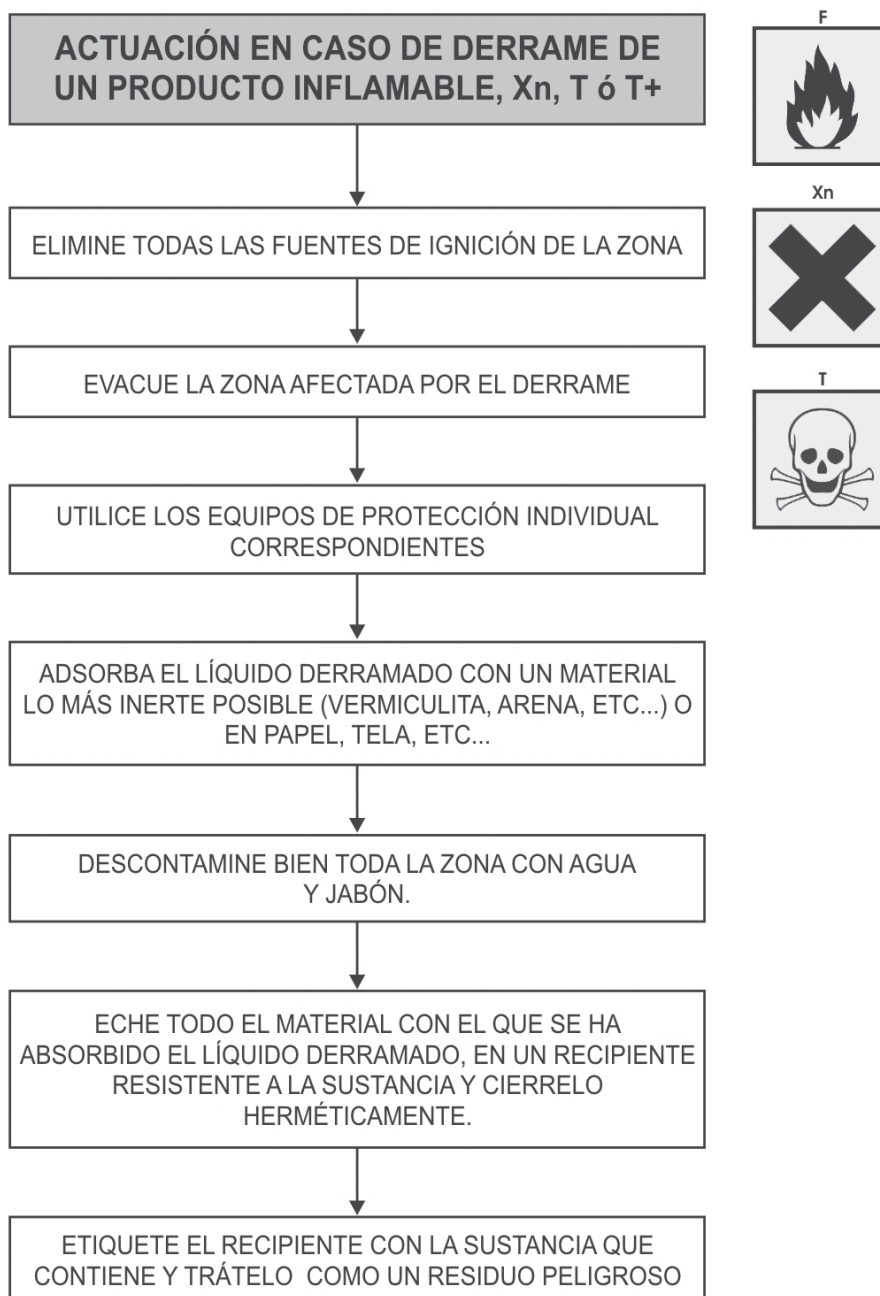 ACTUACIÓN EN CASO DE DERRAME DE
UN PRODUCTO INFLAMABLE, Xn, T ó T+
ELIMINE TODAS LAS FUENTES DE IGNICIÓN DE LA ZONA
EVACUE LA ZONA AFECTADA POR EL DERRAME
UTILICE LOS EQUIPOS DE PROTECCIÓN INDIVIDUAL
CORRESPONDIENTES
ADSORBA EL LÍQUIDO DERRAMADO CON UN MATERIAL
LO MÁS INERTE POSIBLE (VERMICULITA, ARENA, ETC...) O
EN PAPEL, TELA, ETC...
DESCONTAMINE BIEN TODA LA ZONA CON AGUA
Y JABÓN.
ECHE TODO EL MATERIAL CON EL QUE SE HA
ABSORBIDO EL LÍQUIDO DERRAMADO, EN UN RECIPIENTE
RESISTENTE A LA SUSTANCIA Y CIERRELO
HERMÉTICAMENTE.
ETIQUETE EL RECIPIENTE CON LA SUSTANCIA QUE
CONTIENE Y TRÁTELO COMO UN RESIDUO PELIGROSO
F
Xn
T